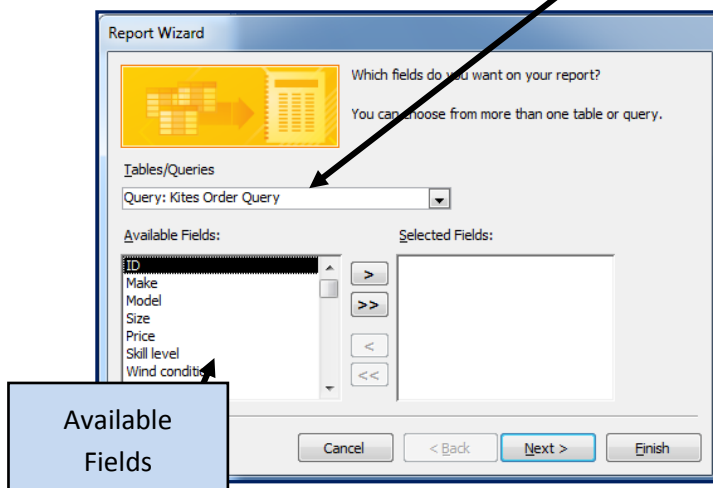 Report Wizard
Which fields do you want on your report?
You can choose from more than one table or query.
Tables/Queries
Query: Kites Order Query
Available Fields:
Selected Fields:
ID
Make
Model
Size
Price
Skill level
Wind conditi
>
>>
<
<<
Available
Fields
Cancel
< Back
Next >
Finish